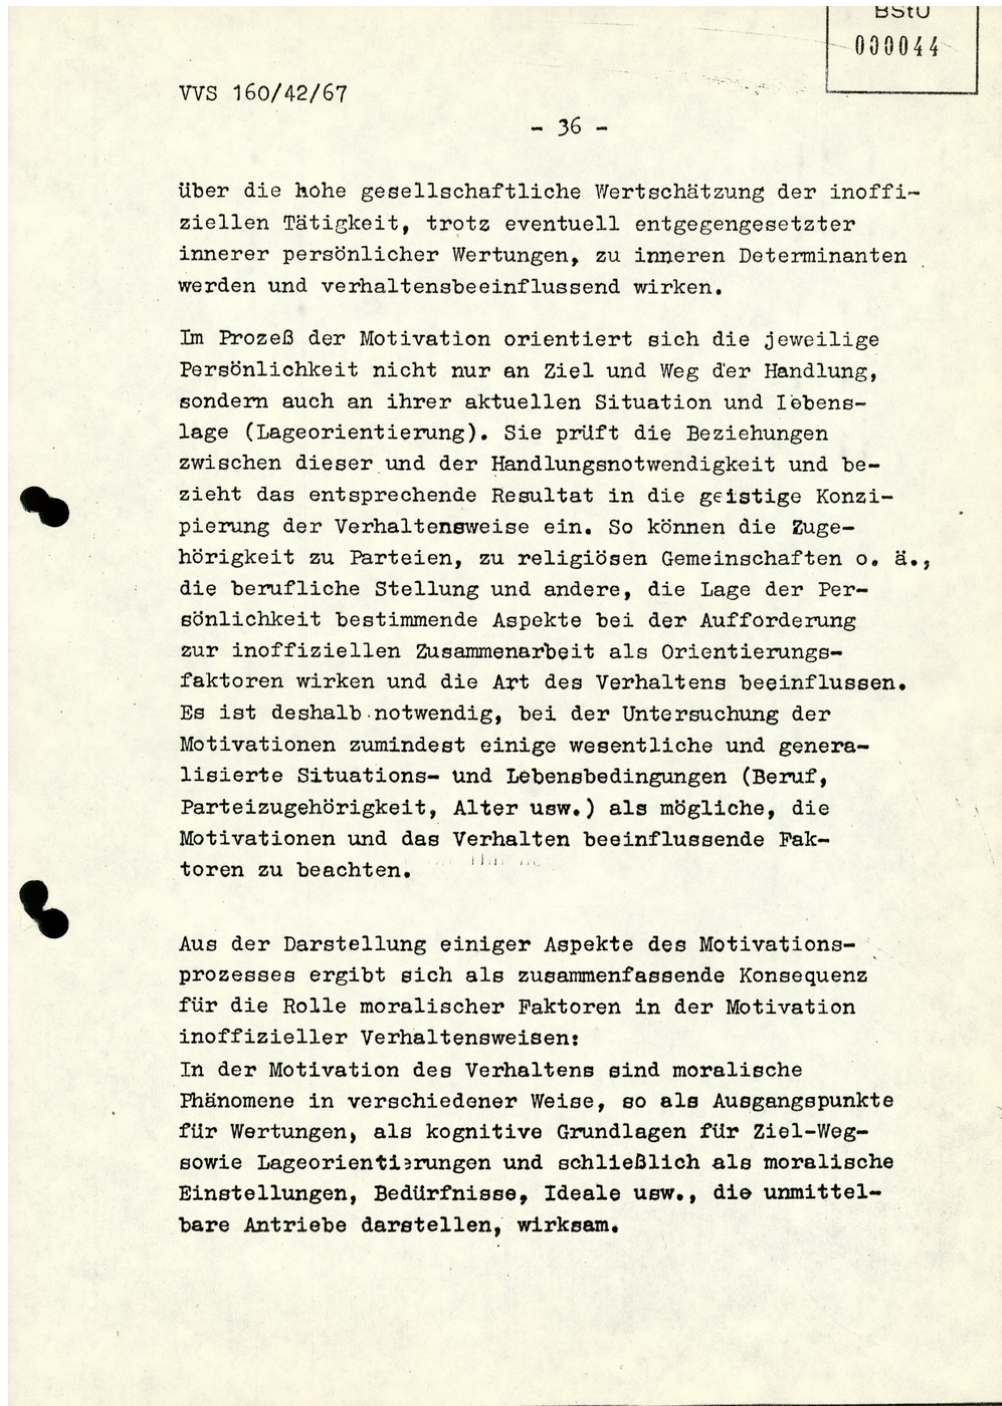 BStU
000044
VVS 160/42/67
- 36 -
über die hohe gesellschaftliche Wertschätzung der inoffi-
ziellen Tätigkeit, trotz eventuell entgegengesetzter
innerer persönlicher Wertungen, zu inneren Determinanten
werden und verhaltensbeeinflussend wirken.
Im Prozeß der Motivation orientiert sich die jeweilige
Persönlichkeit nicht nur an Ziel und Weg der Handlung,
sondern auch an ihrer aktuellen Situation und Lebens-
lage (Lageorientierung). Sie prüft die Beziehungen
zwischen dieser und der Handlungsnotwendigkeit und be-
zieht das entsprechende Resultat in die geistige Konzi-
pierung der Verhaltensweise ein. So können die Zuge-
hörigkeit zu Parteien, zu religiösen Gemeinschaften o. ä.,
die berufliche Stellung und andere, die Lage der Per-
sönlichkeit bestimmende Aspekte bei der Aufforderung
zur inoffiziellen Zusammenarbeit als Orientierungs-
faktoren wirken und die Art des Verhaltens beeinflussen.
Es ist deshalb notwendig, bei der Untersuchung der
Motivationen zumindest einige wesentliche und genera-
lisierte Situations- und Lebensbedingungen (Beruf,
Parteizugehörigkeit, Alter usw.) als mögliche, die
Motivationen und das Verhalten beeinflussende Fak-
toren zu beachten.
Aus der Darstellung einiger Aspekte des Motivations-
prozesses ergibt sich als zusammenfassende Konsequenz
für die Rolle moralischer Faktoren in der Motivation
inoffizieller Verhaltensweisen:
In der Motivation des Verhaltens sind moralische
Phänomene in verschiedener Weise, so als Ausgangspunkte
für Wertungen, als kognitive Grundlagen für Ziel-Weg-
sowie Lageorientierungen und schließlich als moralische
Einstellungen, Bedürfnisse, Ideale usw., die unmittel-
bare Antriebe darstellen, wirksam.